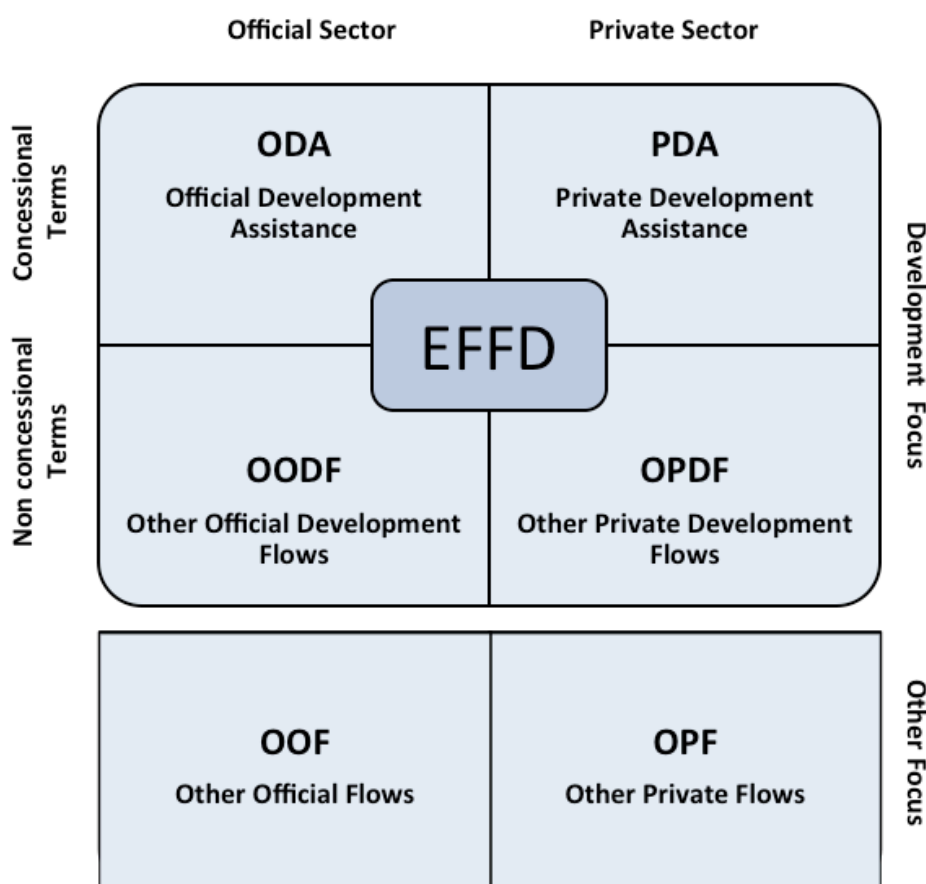 Official Sector
Private Sector
Concessional
Terms
ODA
Official Development
Assistance
PDA
Private Development
Assistance
Development Focus
EFFD
Non concessional
Terms
OODF
Other Official Development
Flows
OPDF
Other Private Development
Flows
OOF
Other Official Flows
OPF
Other Private Flows
Other Focus